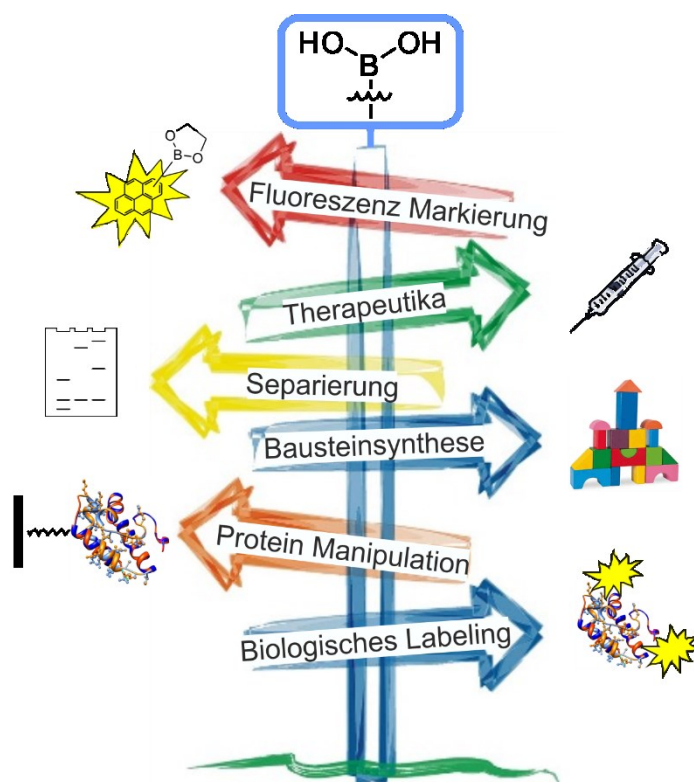 HO OH
B
O
B
O
Fluoreszenz Markierung
Therapeutika
Separierung
Bausteinsynthese
Protein Manipulation
Biologisches Labeling